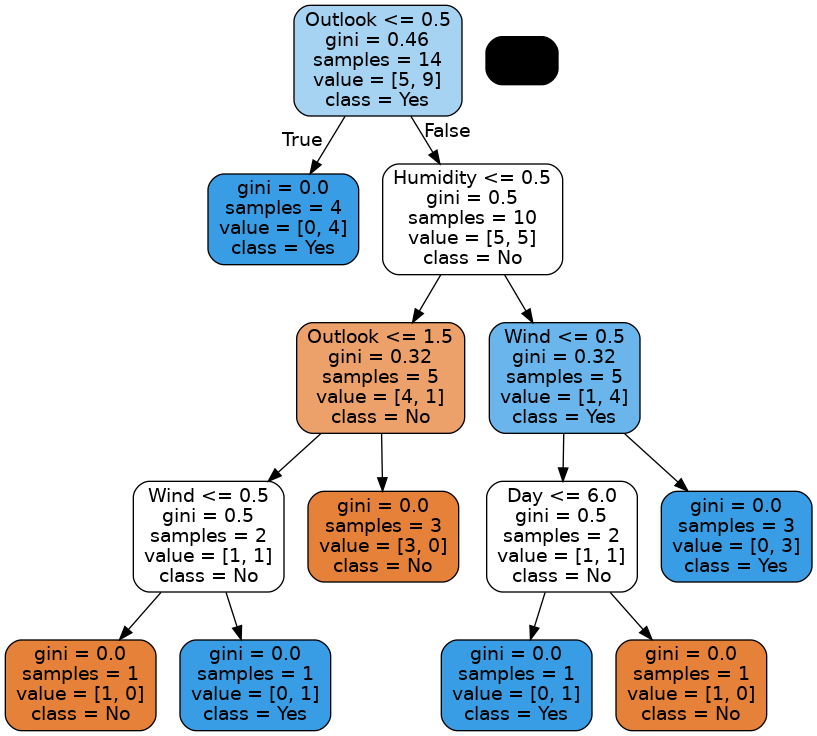 Outlook <= 0.5
gini = 0.46
samples = 14
value = [5, 9]
class = Yes
True
False
gini = 0.0
samples = 4
value = [0, 4]
class = Yes
Humidity <= 0.5
gini = 0.5
samples = 10
value = [5, 5]
class = No
Outlook <= 1.5
gini = 0.32
samples = 5
value = [4, 1]
class = No
Wind <= 0.5
gini = 0.32
samples = 5
value = [1, 4]
class = Yes
Wind <= 0.5
gini = 0.5
samples = 2
value = [1, 1]
class = No
gini = 0.0
samples = 3
value = [3, 0]
class = No
Day <= 6.0
gini = 0.5
samples = 2
value = [1, 1]
class = No
gini = 0.0
samples = 3
value = [0, 3]
class = Yes
gini = 0.0
samples = 1
value = [1, 0]
class = No
gini = 0.0
samples = 1
value = [0, 1]
class = Yes
gini = 0.0
samples = 1
value = [0, 1]
class = Yes
gini = 0.0
samples = 1
value = [1, 0]
class = No